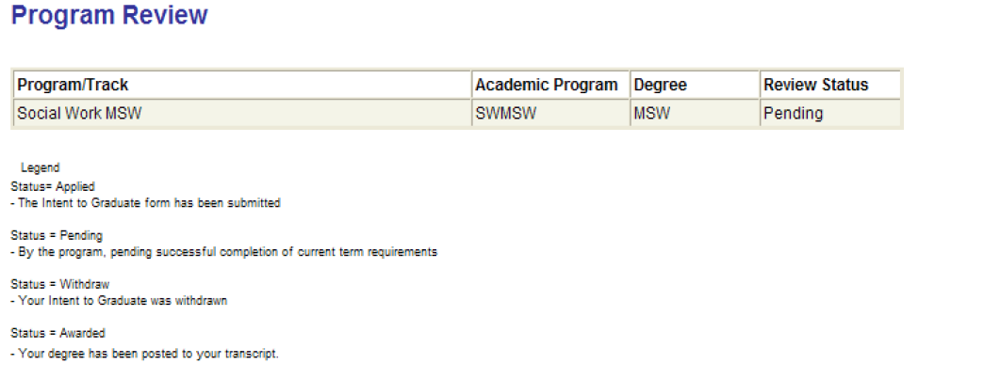 Program Review
Program/Track Academic Program Degree Review Status
Social Work MSW SWMSW MSW Pending
Legend
Status= Applied
- The Intent to Graduate form has been submitted
Status = Pending
- By the program, pending successful completion of current term requirements
Status = Withdraw
- Your Intent to Graduate was withdrawn
Status = Awarded
- Your degree has been posted to your transcript.